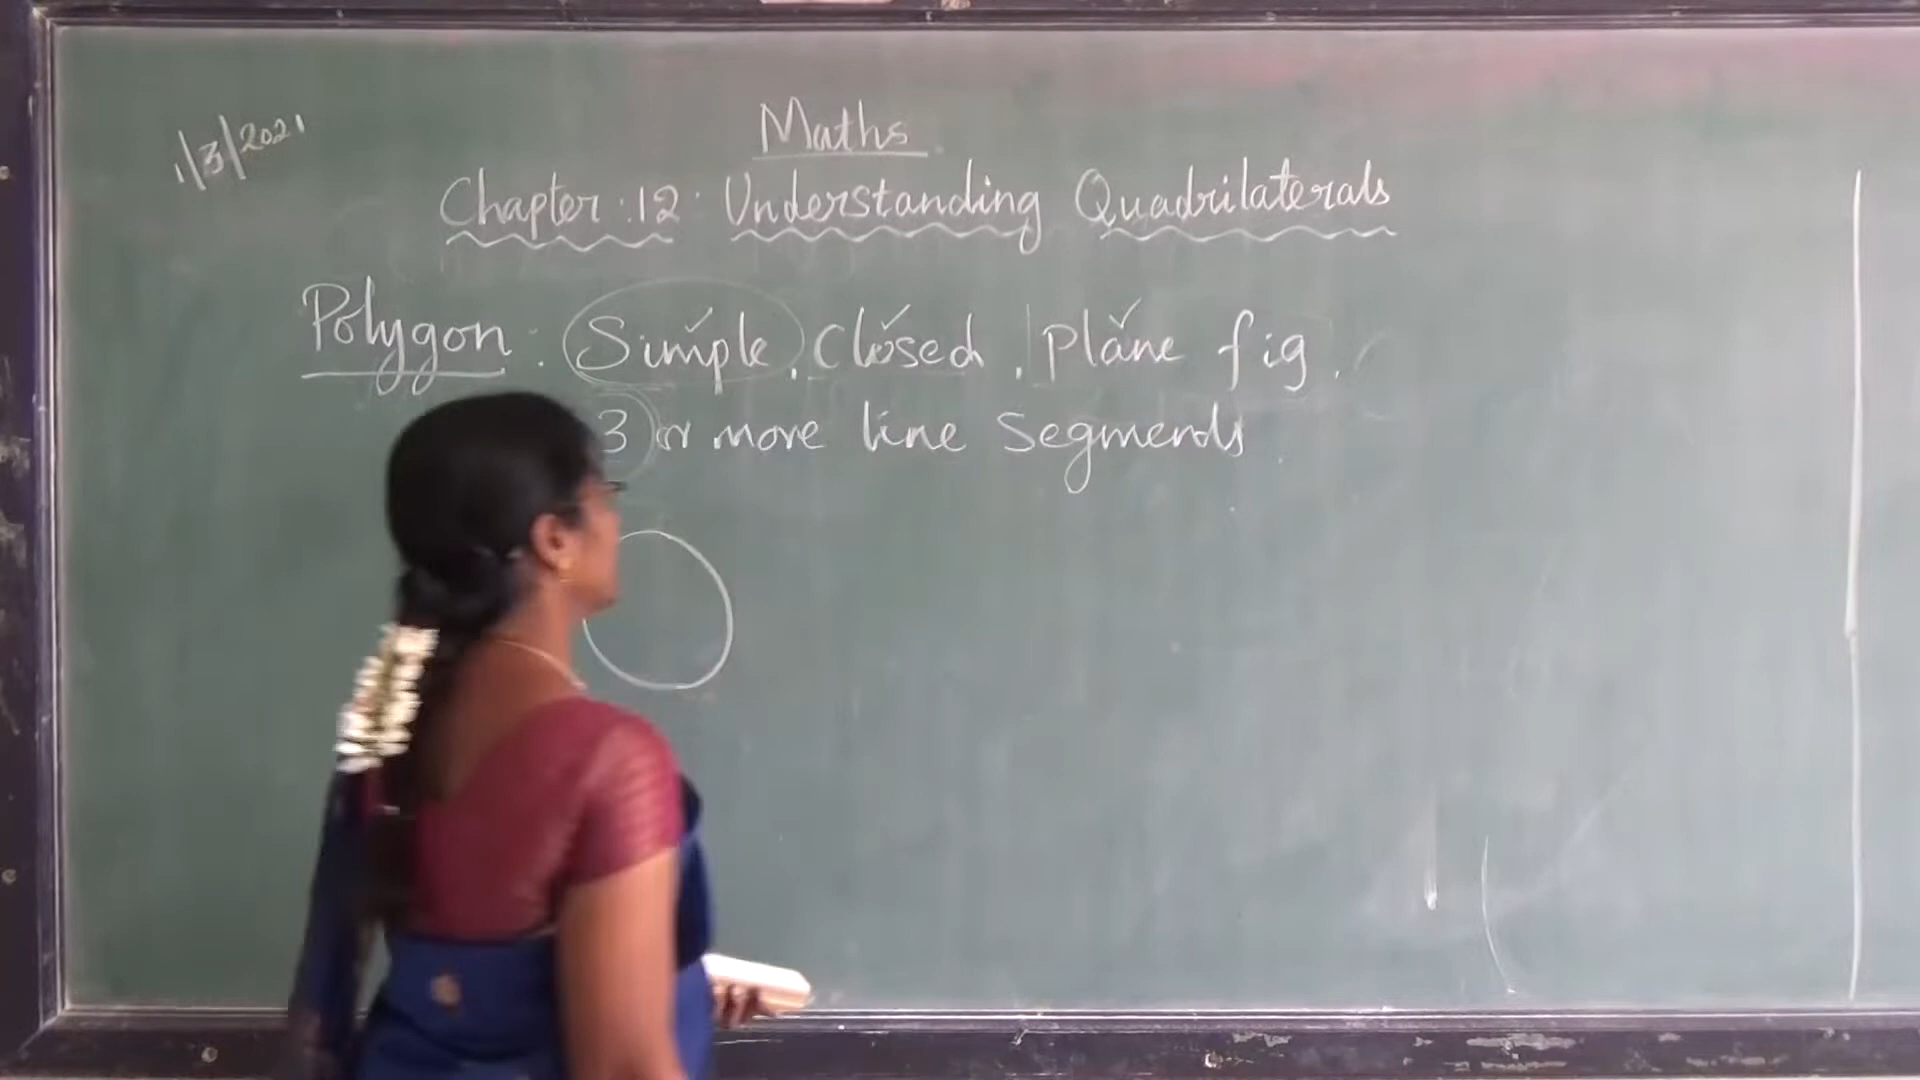 1/3/2021
Maths
Chapter : 12 : Understanding Quadrilaterals
Polygon : Simple, Closed, Plane fig.
3 or more line Segments